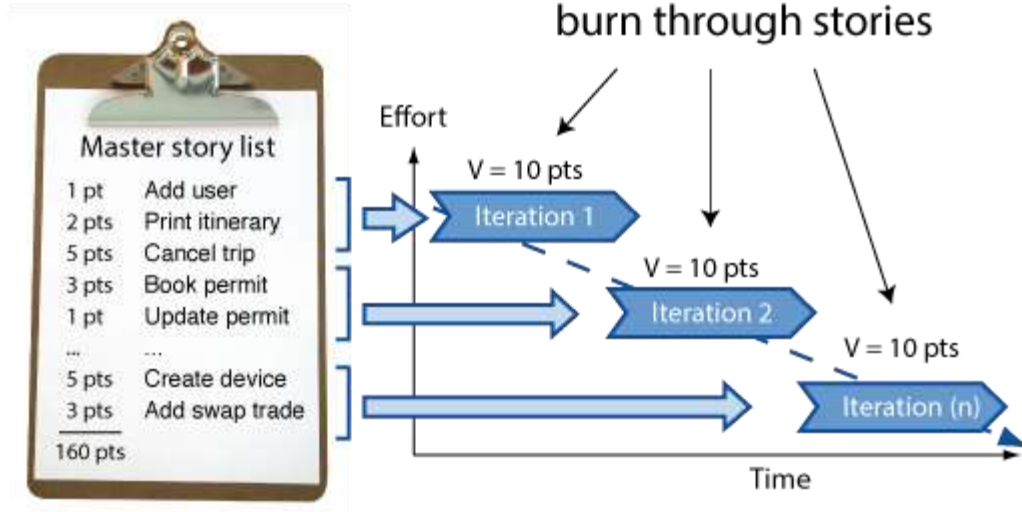 burn through stories
Master story list
1 pt Add user
2 pts Print itinerary
5 pts Cancel trip
3 pts Book permit
1 pt Update permit
... ...
5 pts Create device
3 pts Add swap trade
160 pts
Effort
V = 10 pts
Iteration 1
V = 10 pts
Iteration 2
V = 10 pts
Iteration (n)
Time